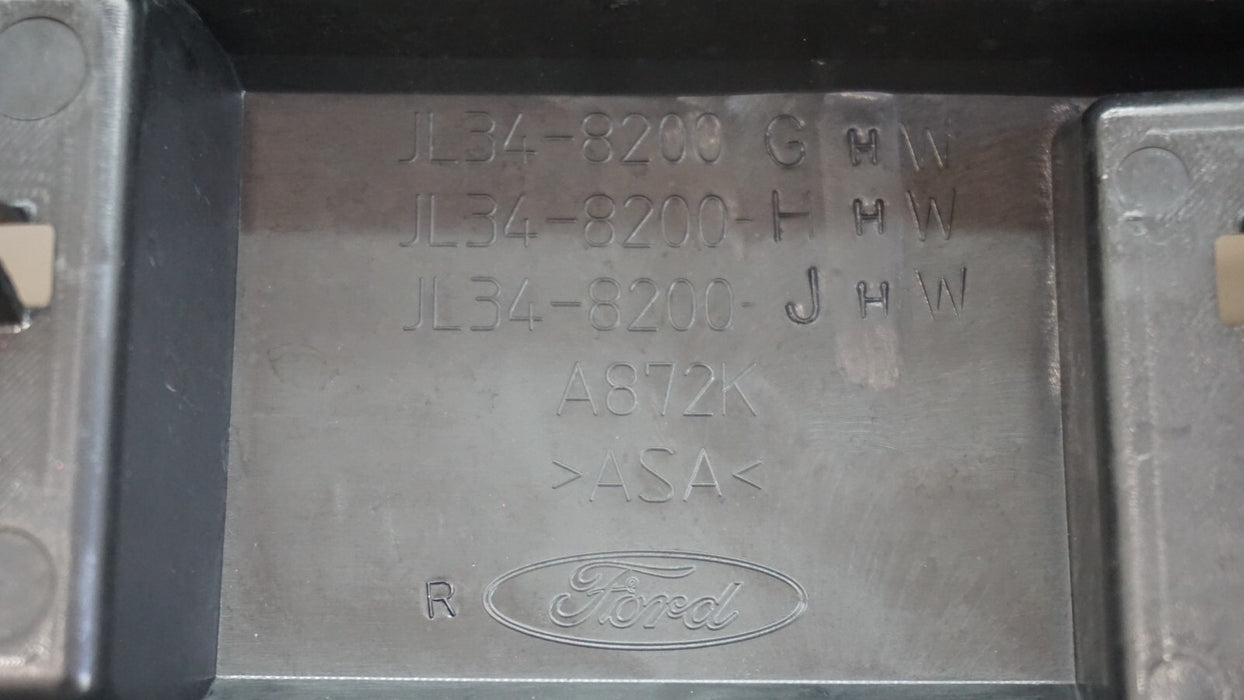 JL34-8200 G H W
JL34-8200-H H W
JL34-8200- J H W
A872K
>ASA<
R Ford